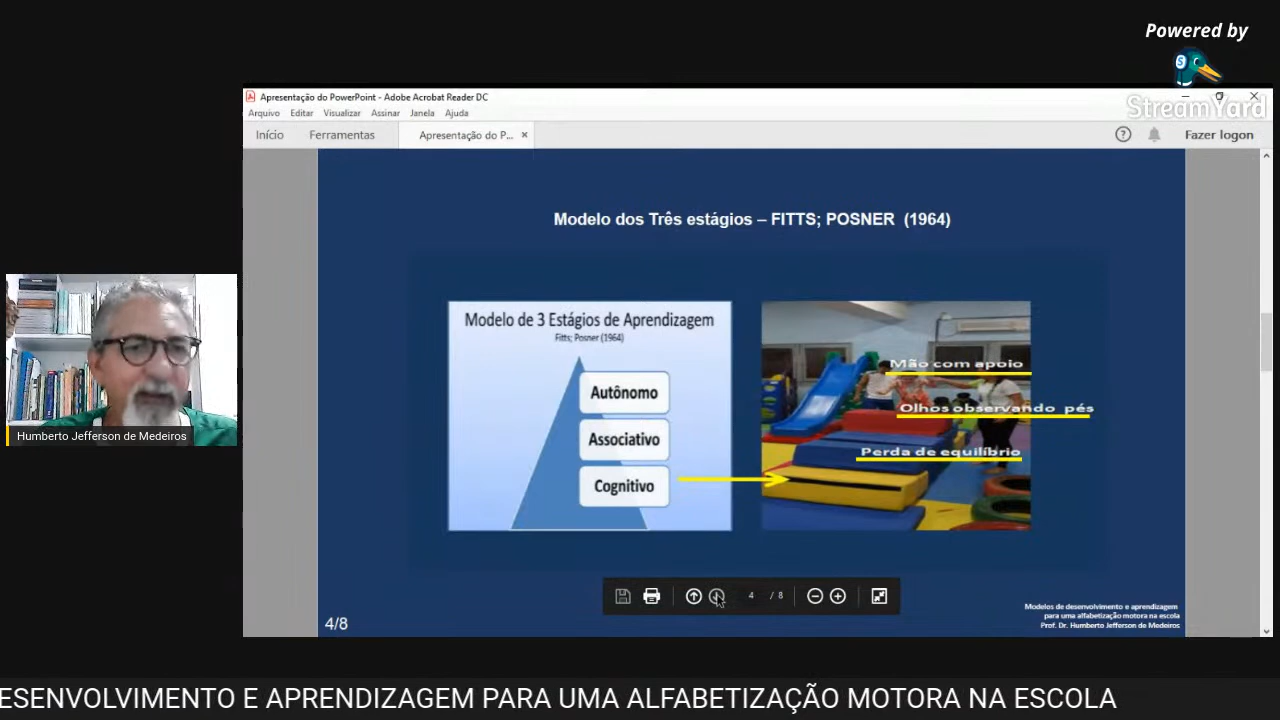 Powered by
StreamYard
Apresentação do PowerPoint - Adobe Acrobat Reader DC
Arquivo Editar Visualizar Assinar Janela Ajuda
Início Ferramentas Apresentação do P... × Fazer logon
Modelo dos Três estágios – FITTS; POSNER (1964)
Modelo de 3 Estágios de Aprendizagem
Fitts; Posner (1964)
Autônomo
Associativo
Cognitivo
Mão com apoio
Olhos observando pés
Perda de equilíbrio
Humberto Jefferson de Medeiros
4 / 8
Modelos de desenvolvimento e aprendizagem
para uma alfabetização motora na escola
Prof. Dr. Humberto Jefferson de Medeiros
4/8
ESENVOLVIMENTO E APRENDIZAGEM PARA UMA ALFABETIZAÇÃO MOTORA NA ESCOLA